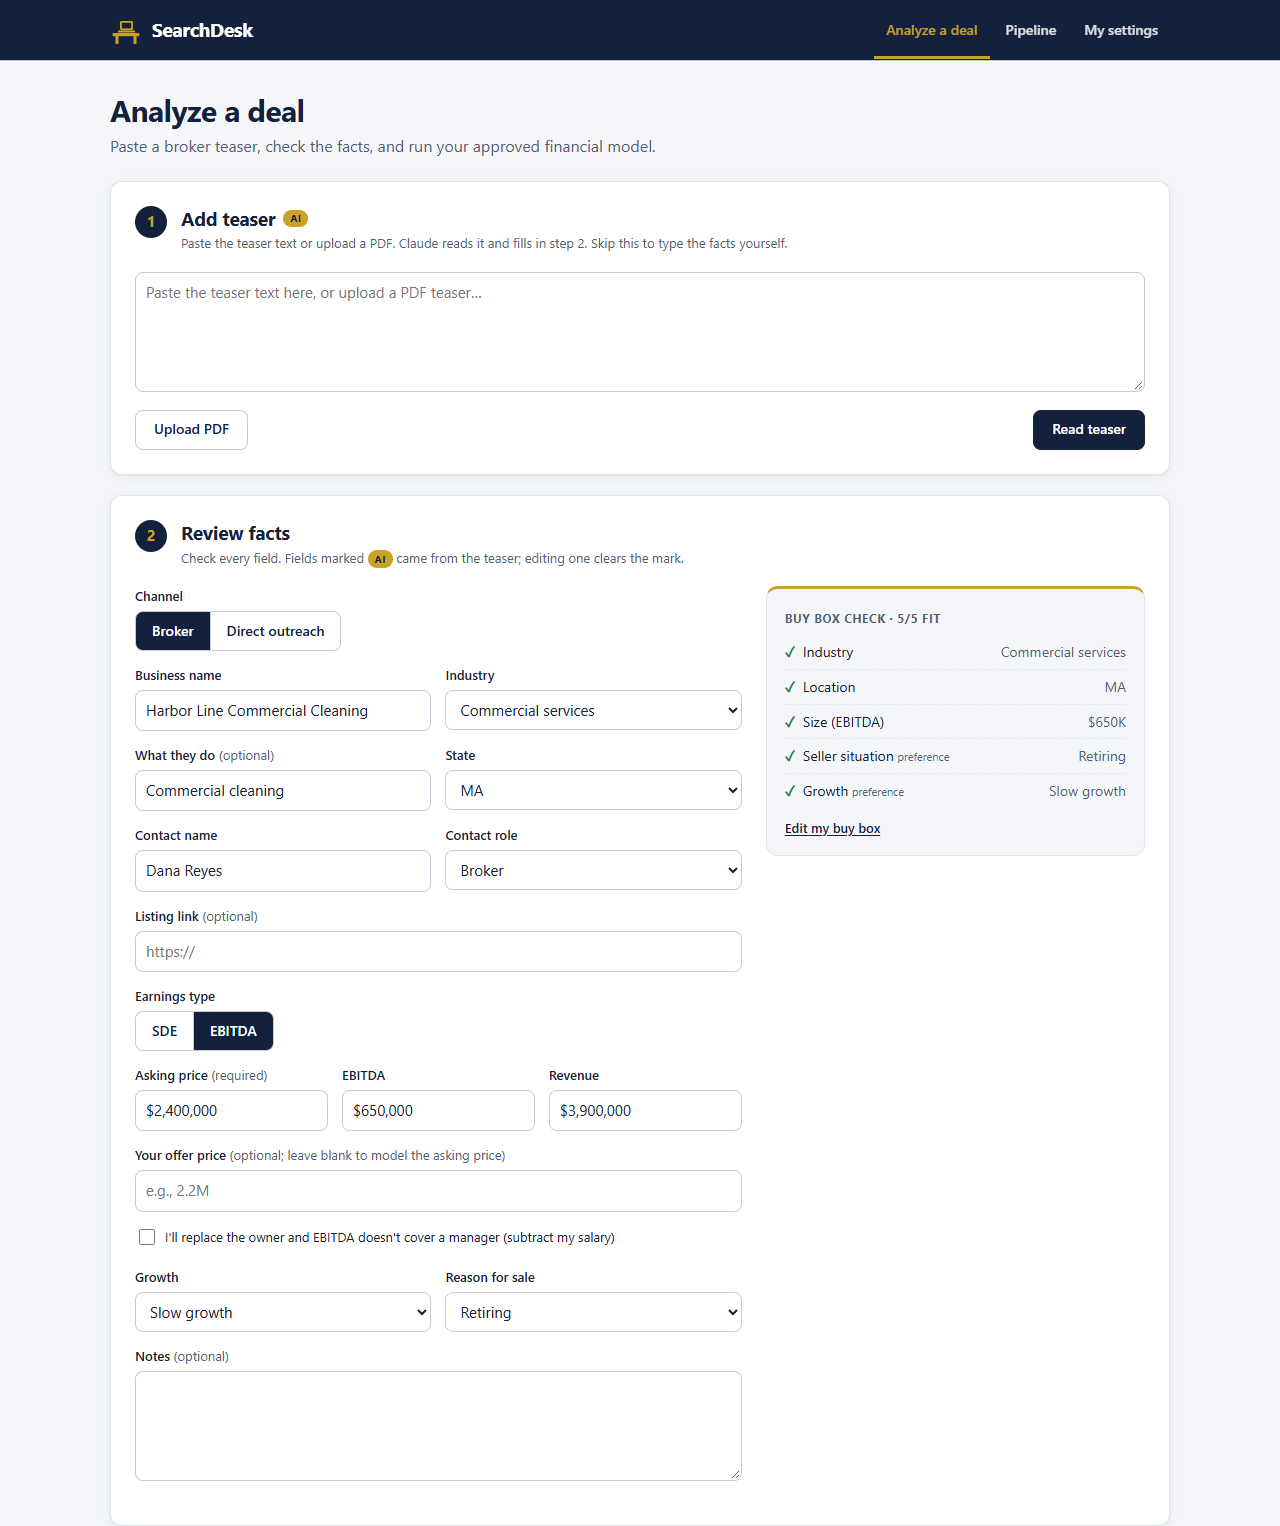 SearchDesk
Analyze a deal
Pipeline
My settings
Analyze a deal
Paste a broker teaser, check the facts, and run your approved financial model.
1
Add teaser AI
Paste the teaser text or upload a PDF. Claude reads it and fills in step 2. Skip this to type the facts yourself.
Paste the teaser text here, or upload a PDF teaser...
Upload PDF
Read teaser
2
Review facts
Check every field. Fields marked AI came from the teaser; editing one clears the mark.
Channel
Broker
Direct outreach
Business name
Industry
Harbor Line Commercial Cleaning
Commercial services
What they do (optional)
State
Commercial cleaning
MA
Contact name
Contact role
Dana Reyes
Broker
Listing link (optional)
https://
Earnings type
SDE
EBITDA
Asking price (required)
EBITDA
Revenue
$2,400,000
$650,000
$3,900,000
Your offer price (optional; leave blank to model the asking price)
e.g., 2.2M
I'll replace the owner and EBITDA doesn't cover a manager (subtract my salary)
Growth
Reason for sale
Slow growth
Retiring
Notes (optional)
BUY BOX CHECK · 5/5 FIT
✓ Industry Commercial services
✓ Location MA
✓ Size (EBITDA) $650K
✓ Seller situation preference Retiring
✓ Growth preference Slow growth
Edit my buy box